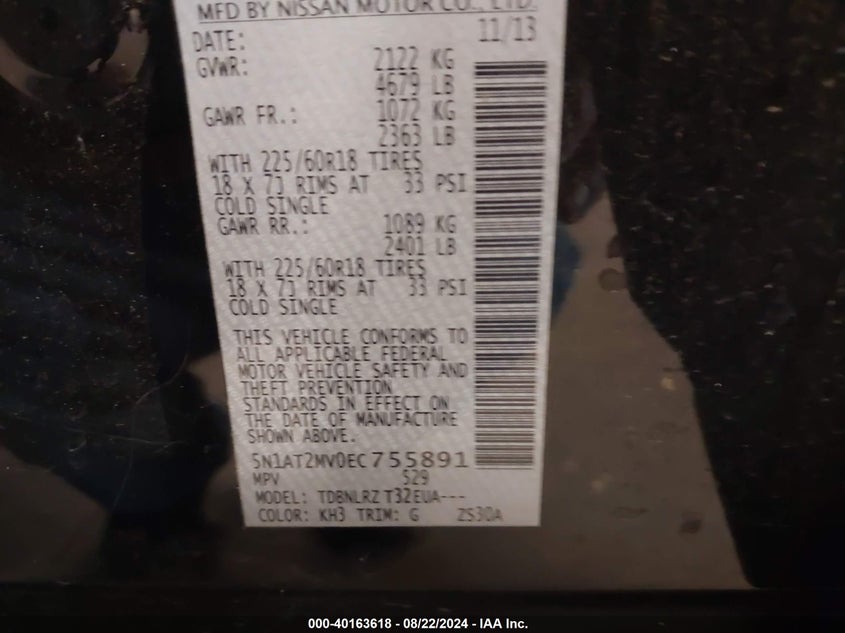 MFD BY NISSAN MOTOR CO., LTD.
DATE: 11/13
GVWR: 2122 KG
4679 LB
GAWR FR.: 1072 KG
2363 LB
WITH 225/60R18 TIRES
18 X 7J RIMS AT 33 PSI
COLD SINGLE
GAWR RR.: 1089 KG
2401 LB
WITH 225/60R18 TIRES
18 X 7J RIMS AT 33 PSI
COLD SINGLE
THIS VEHICLE CONFORMS TO
ALL APPLICABLE FEDERAL
MOTOR VEHICLE SAFETY AND
THEFT PREVENTION
STANDARDS IN EFFECT ON
THE DATE OF MANUFACTURE
SHOWN ABOVE.
5N1AT2MV0EC755891
MPV 529
MODEL: TDBNLRZ T32EUA---
COLOR: KH3 TRIM: G ZS30A
000-40163618 - 08/22/2024 - IAA Inc.